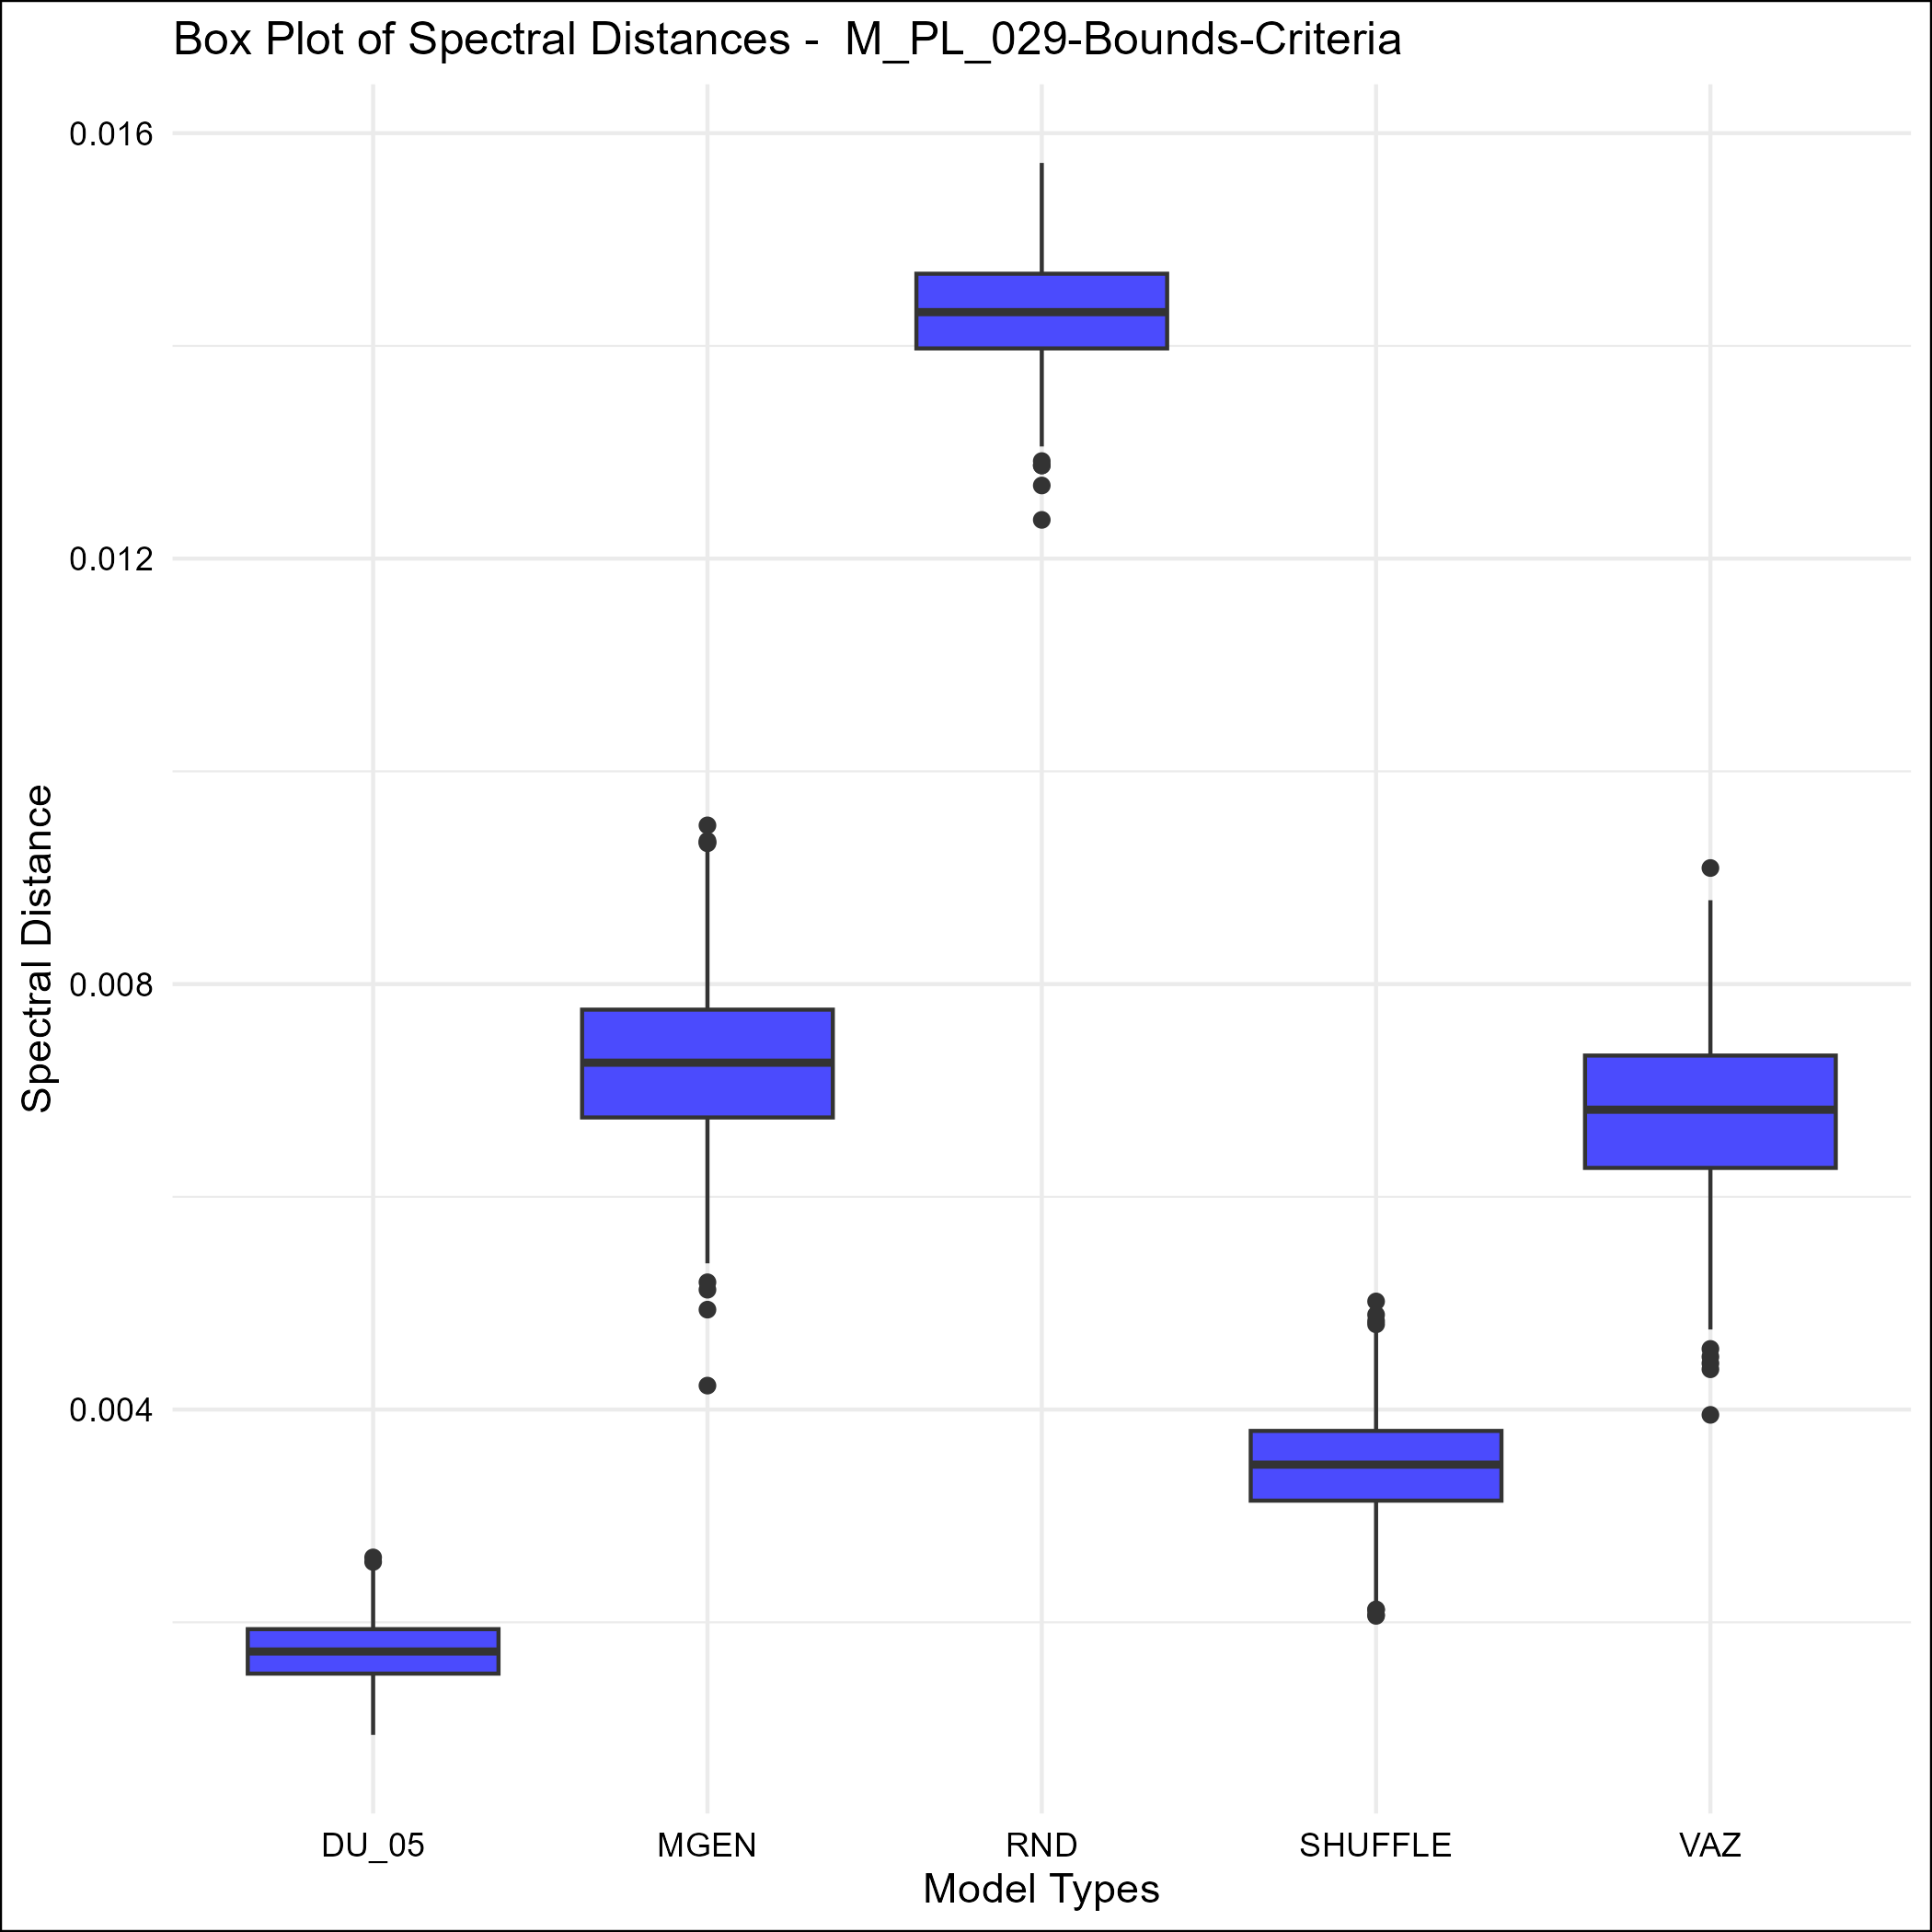 Box Plot of Spectral Distances -  M_PL_029-Bounds-Criteria
0.016
0.012
0.008
0.004
Spectral Distance
DU_05 MGEN RND SHUFFLE VAZ
Model Types